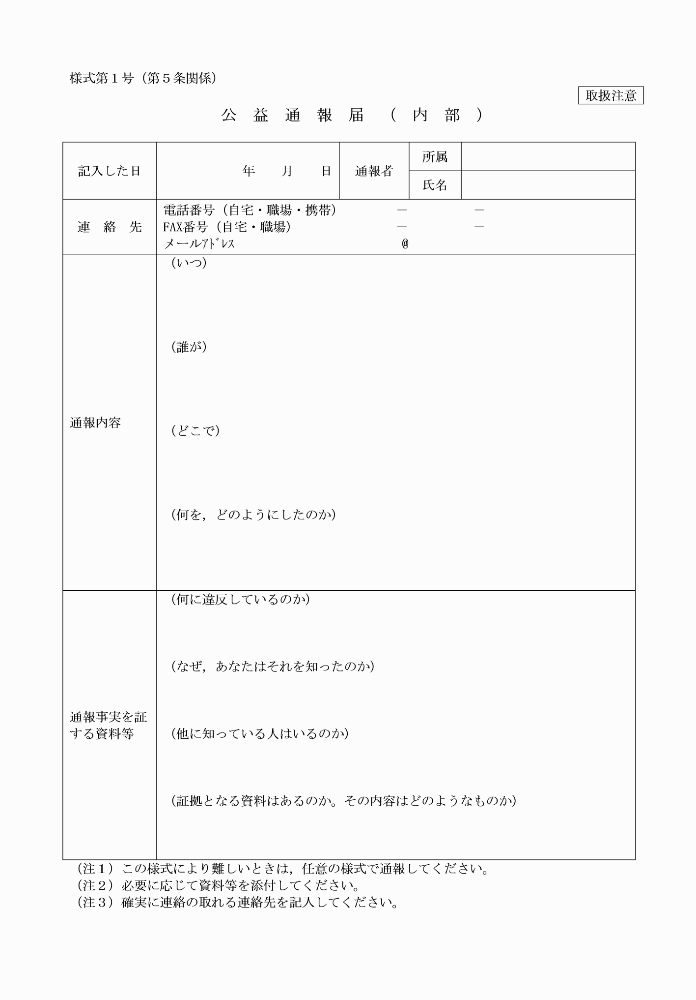 様式第１号（第５条関係）
取扱注意
公　益　通　報　届　（　内　部　）
記入した日
年　　月　　日
通報者
所属
氏名
連　絡　先
電話番号（自宅・職場・携帯）　　　　－　　　　　－
FAX番号（自宅・職場）　　　　　　　　－　　　　　－
メールｱﾄﾞﾚｽ　　　　　　　　　　　　　@
通報内容
（いつ）
（誰が）
（どこで）
（何を，どのようにしたのか）
通報事実を証
する資料等
（何に違反しているのか）
（なぜ，あなたはそれを知ったのか）
（他に知っている人はいるのか）
（証拠となる資料はあるのか。その内容はどのようなものか）
（注１）この様式により難しいときは，任意の様式で通報してください。
（注２）必要に応じて資料等を添付してください。
（注３）確実に連絡の取れる連絡先を記入してください。